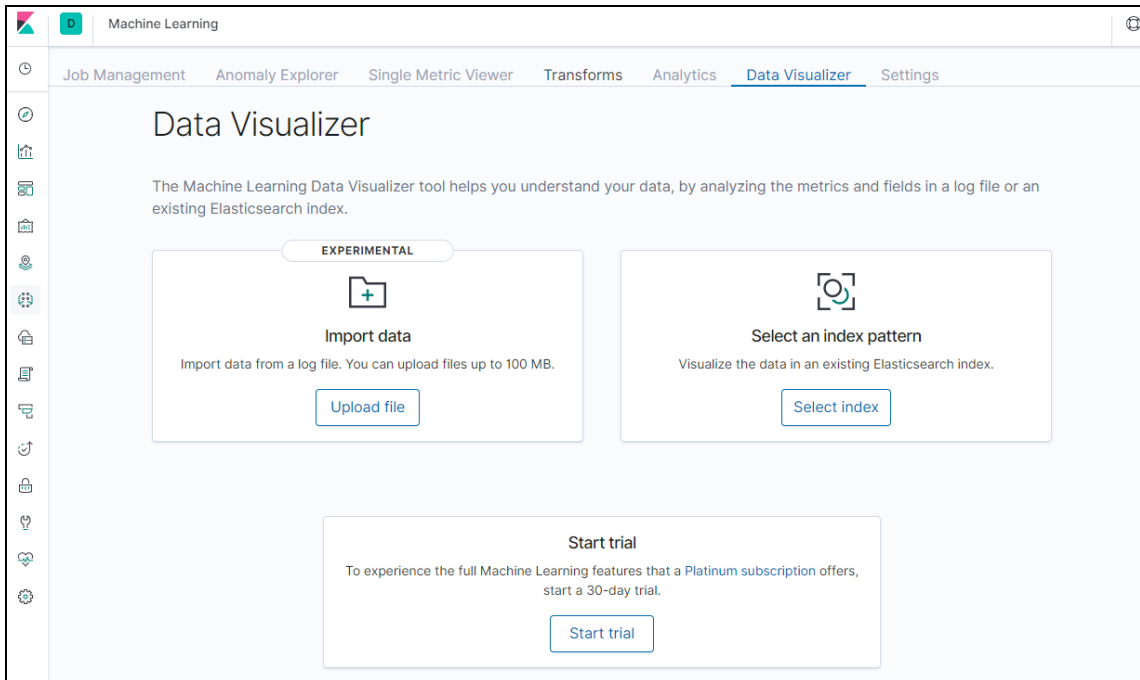 D
Machine Learning
Job Management Anomaly Explorer Single Metric Viewer Transforms Analytics Data Visualizer Settings
Data Visualizer
The Machine Learning Data Visualizer tool helps you understand your data, by analyzing the metrics and fields in a log file or an
existing Elasticsearch index.
EXPERIMENTAL
Import data
Import data from a log file. You can upload files up to 100 MB.
Upload file
Select an index pattern
Visualize the data in an existing Elasticsearch index.
Select index
Start trial
To experience the full Machine Learning features that a Platinum subscription offers,
start a 30-day trial.
Start trial